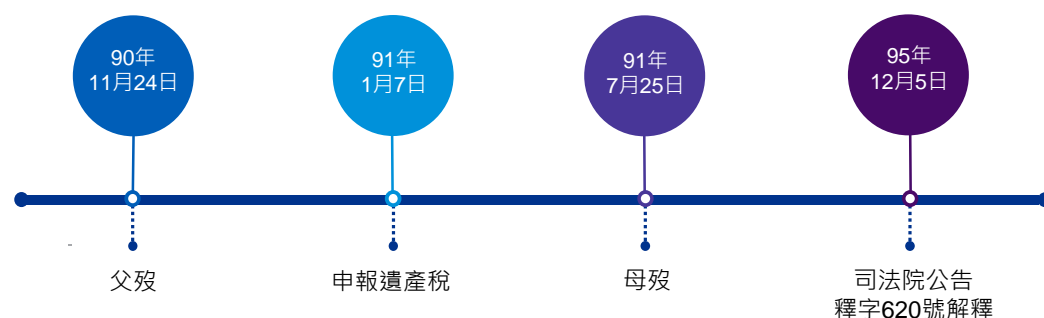 90年
11月24日
91年
1月7日
91年
7月25日
95年
12月5日
父歿
申報遺產稅
母歿
司法院公告
釋字620號解釋